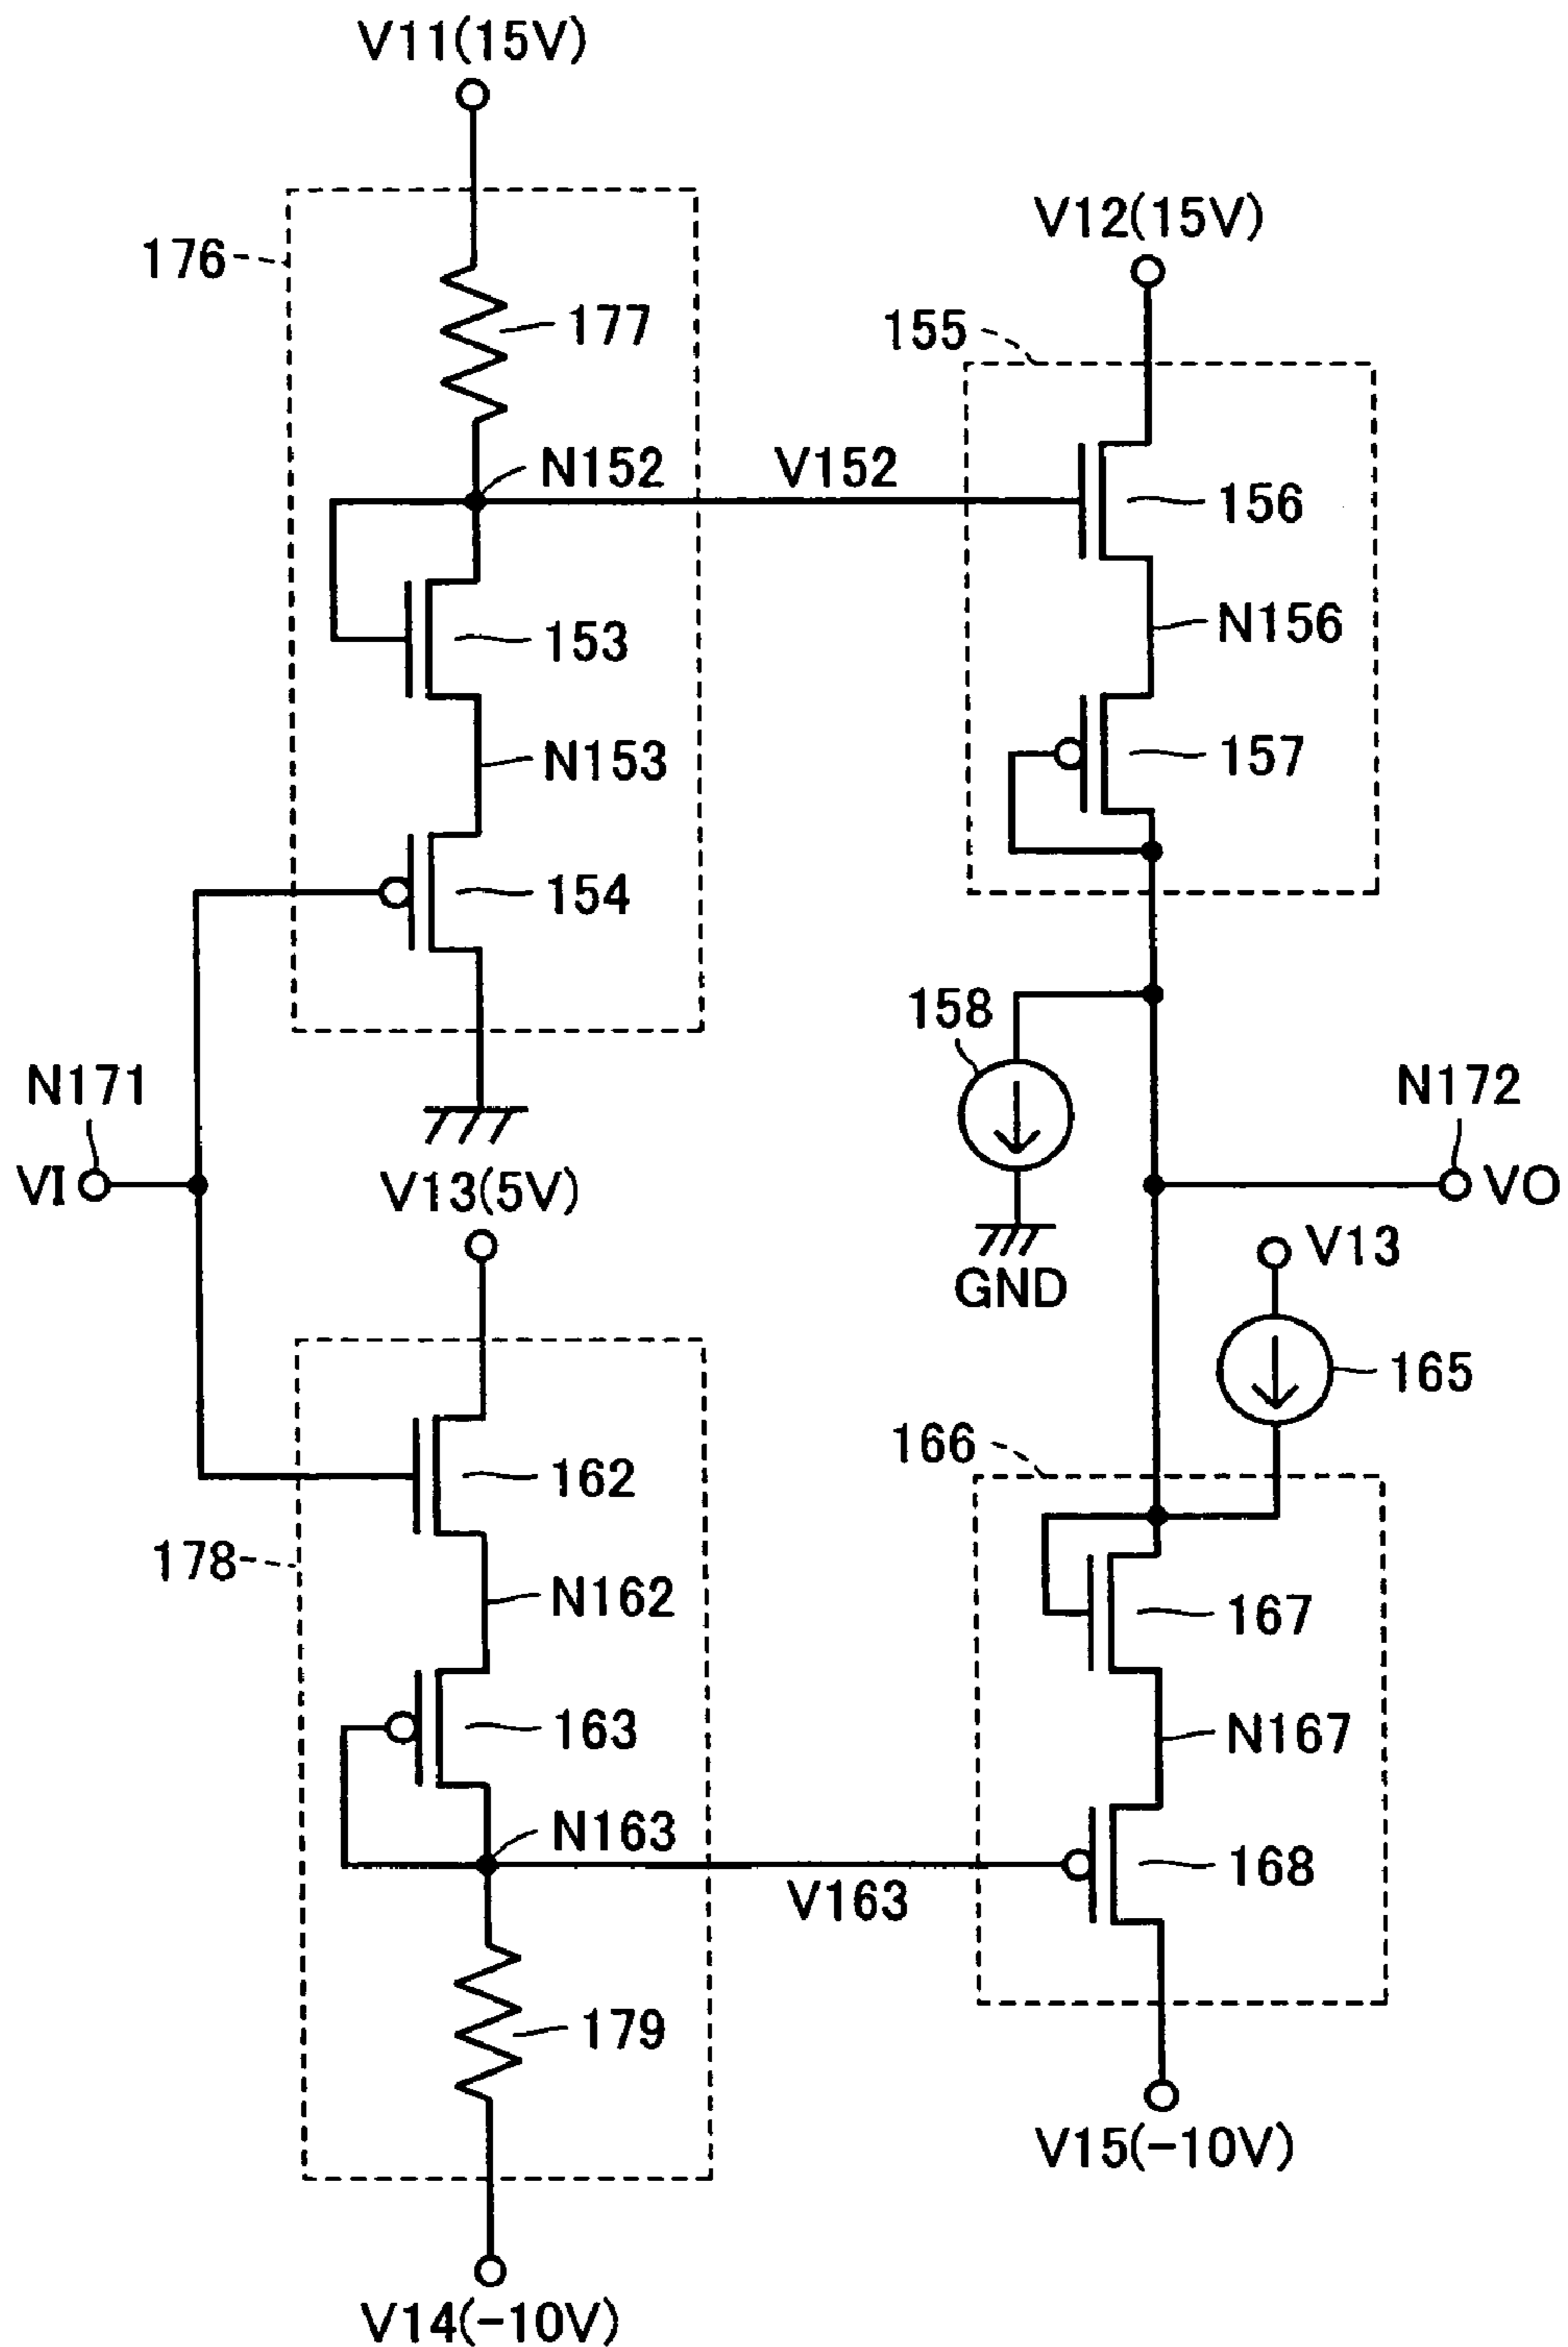 V11(15V)
176
177
V12(15V)
155
N152
V152
156
153
N156
N153
157
154
158
N171
N172
VI
V13(5V)
VO
V13
GND
165
166
162
178
N162
167
163
N167
N163
V163
168
179
V15(-10V)
V14(-10V)